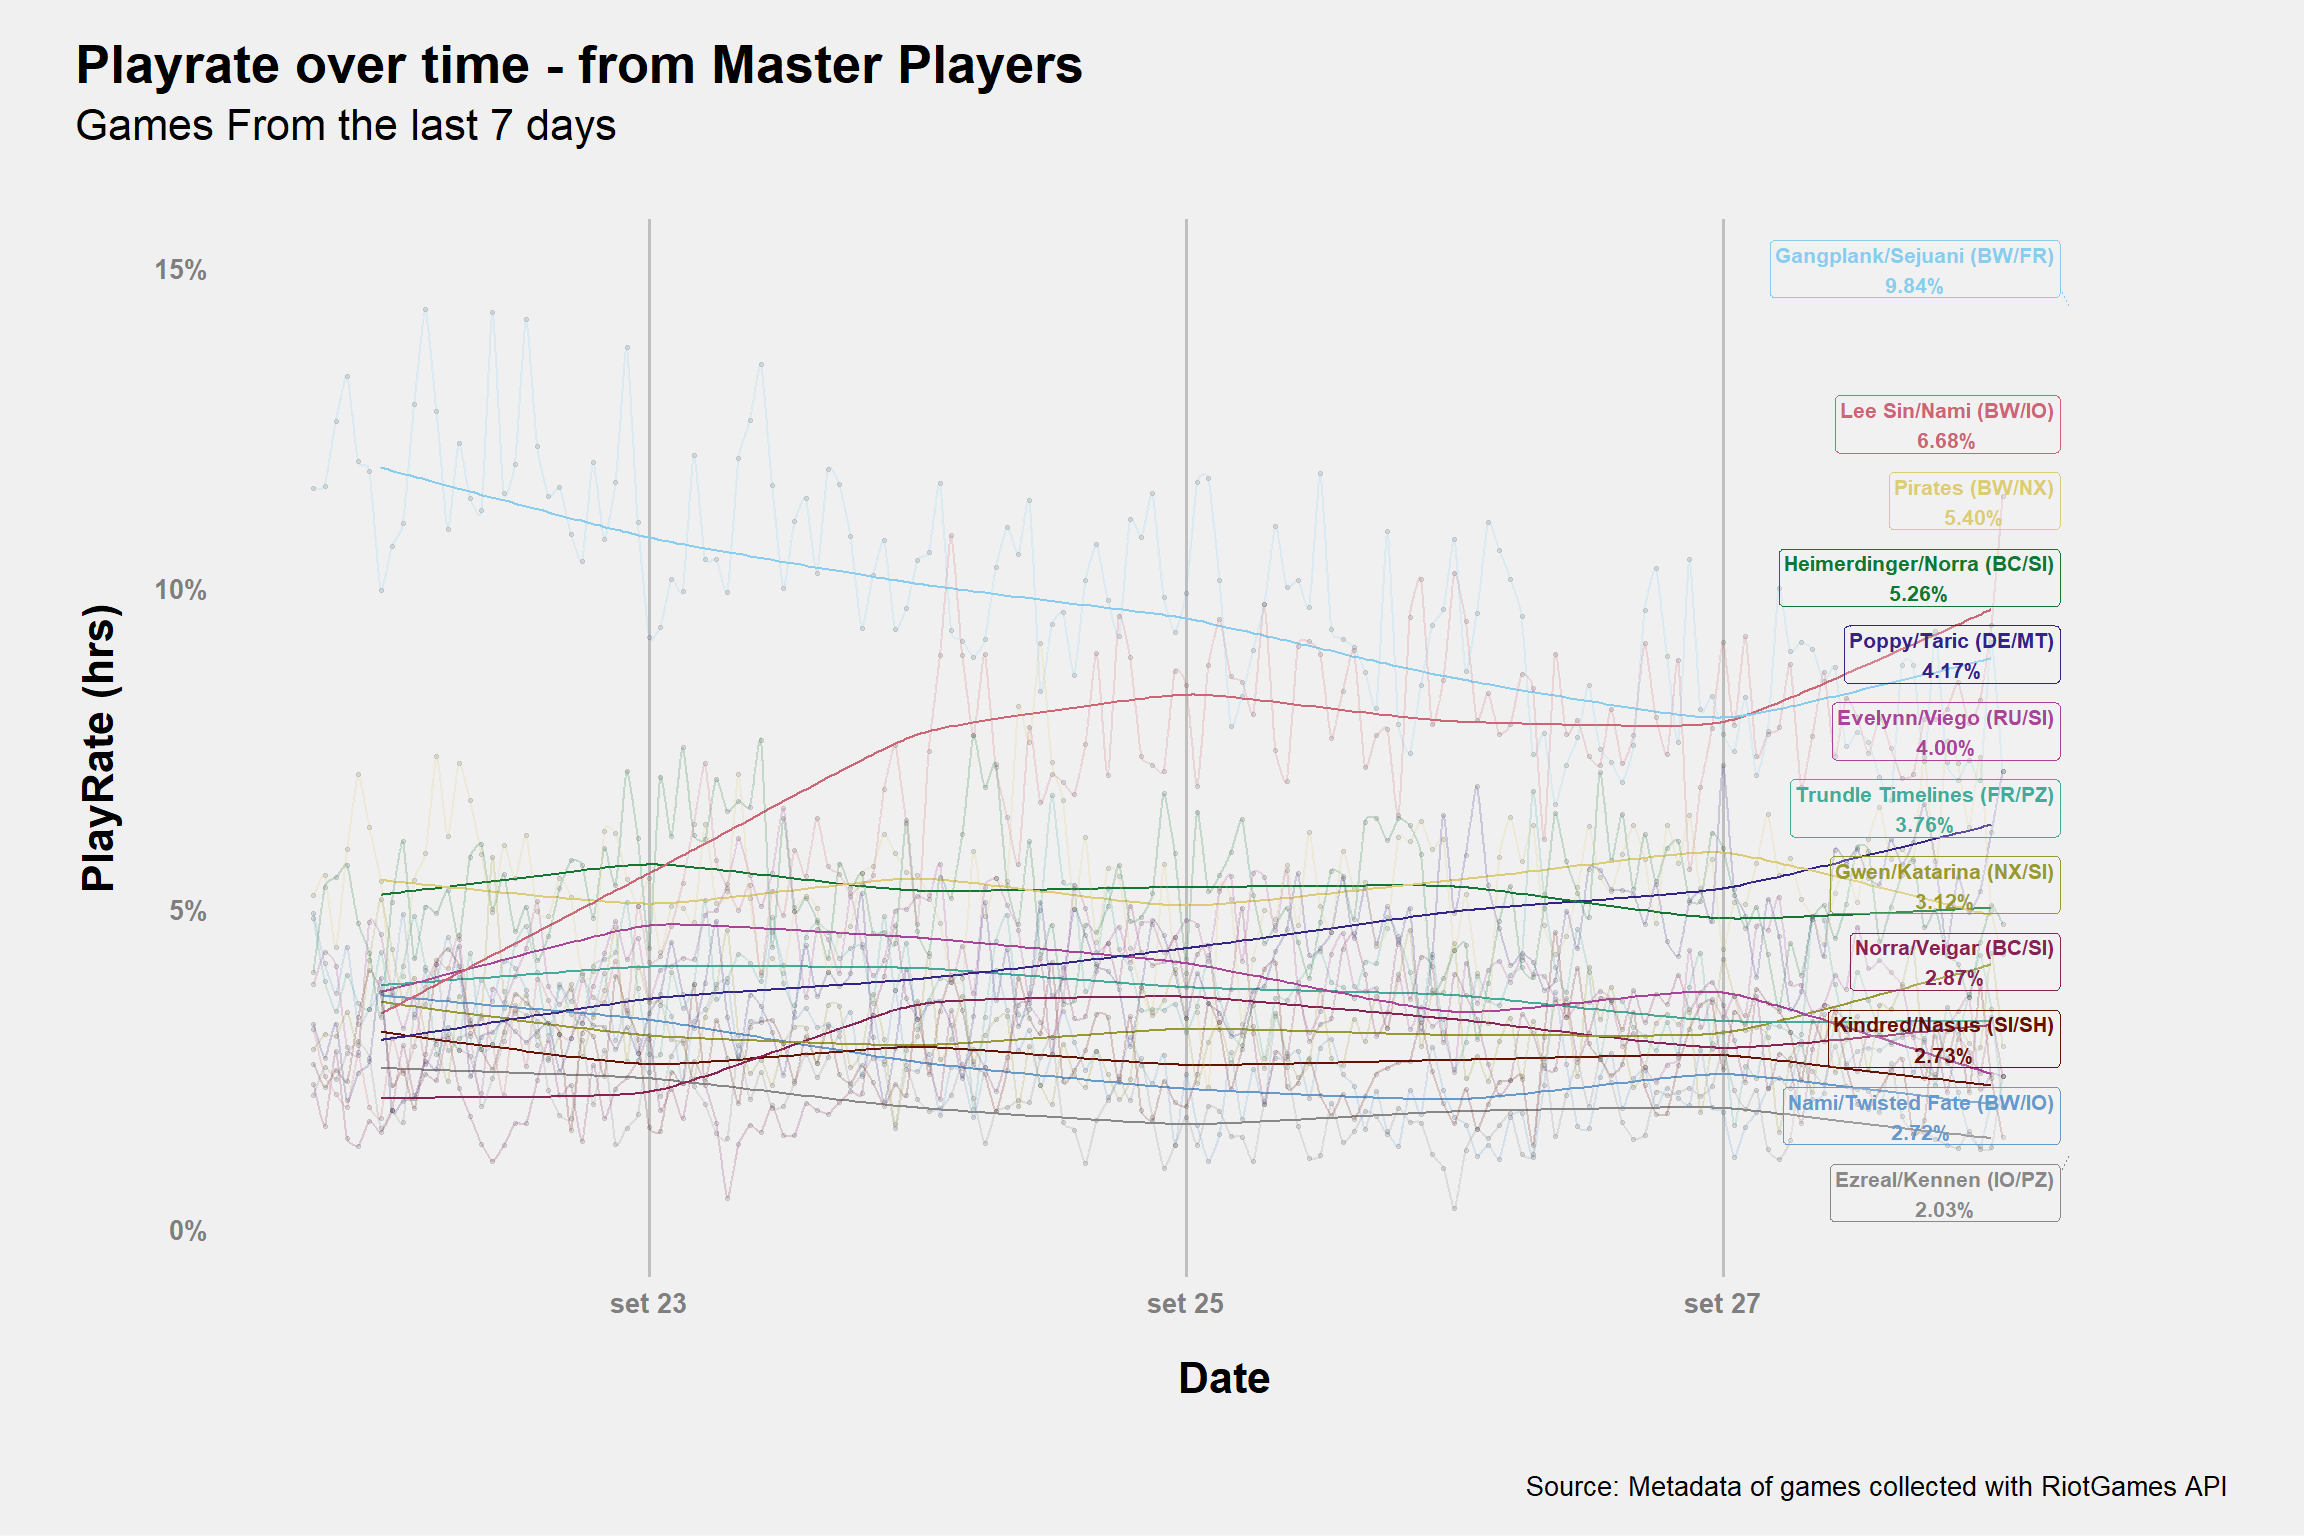 Playrate over time - from Master Players
Games From the last 7 days
PlayRate (hrs)
15%
10%
5%
0%
Gangplank/Sejuani (BW/FR)
9.84%
Lee Sin/Nami (BW/IO)
6.68%
Pirates (BW/NX)
5.40%
Heimerdinger/Norra (BC/SI)
5.26%
Poppy/Taric (DE/MT)
4.17%
Evelynn/Viego (RU/SI)
4.00%
Trundle Timelines (FR/PZ)
3.76%
Gwen/Katarina (NX/SI)
3.12%
Norra/Veigar (BC/SI)
2.87%
Kindred/Nasus (SI/SH)
2.73%
Nami/Twisted Fate (BW/IO)
2.72%
Ezreal/Kennen (IO/PZ)
2.03%
set 23
set 25
set 27
Date
Source: Metadata of games collected with RiotGames API